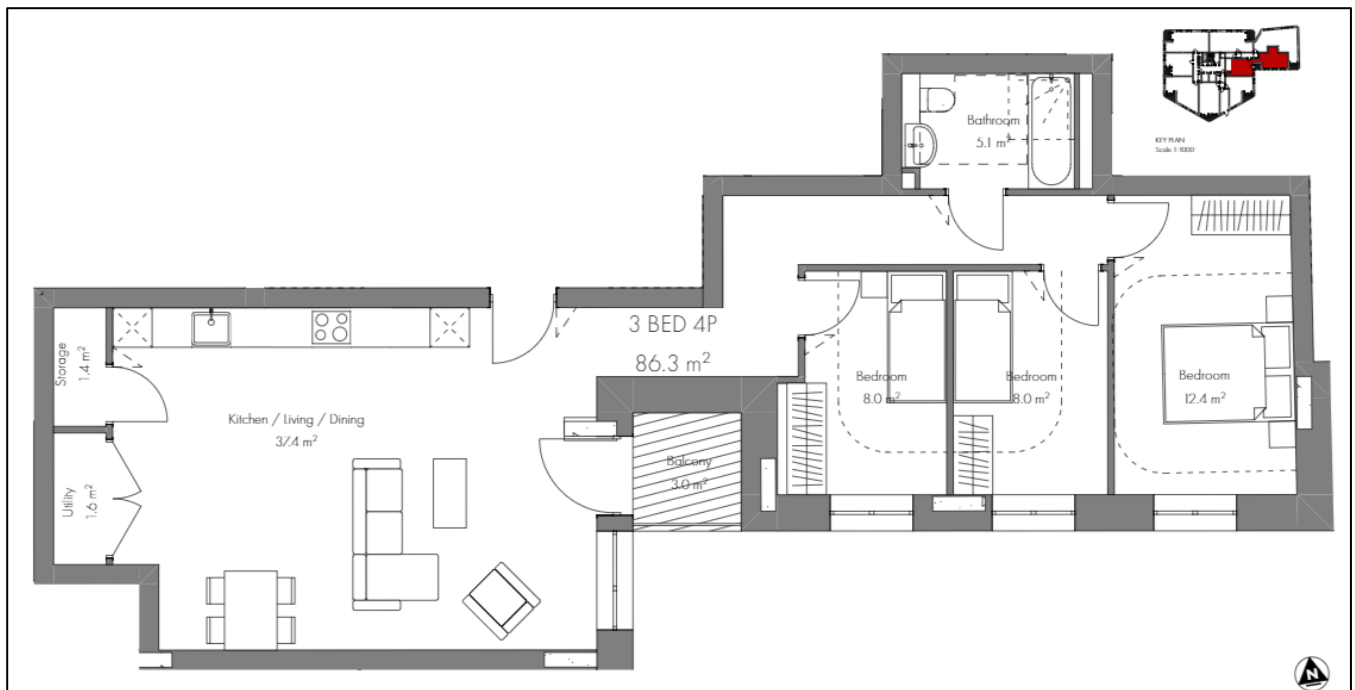 KEY PLAN
Scale 1:1000
Bathroom
5.1 m²
3 BED 4P
86.3 m²
Storage
1.4 m²
Kitchen / Living / Dining
37.4 m²
Utility
1.6 m²
Balcony
3.0 m²
Bedroom
8.0 m²
Bedroom
8.0 m²
Bedroom
12.4 m²
N